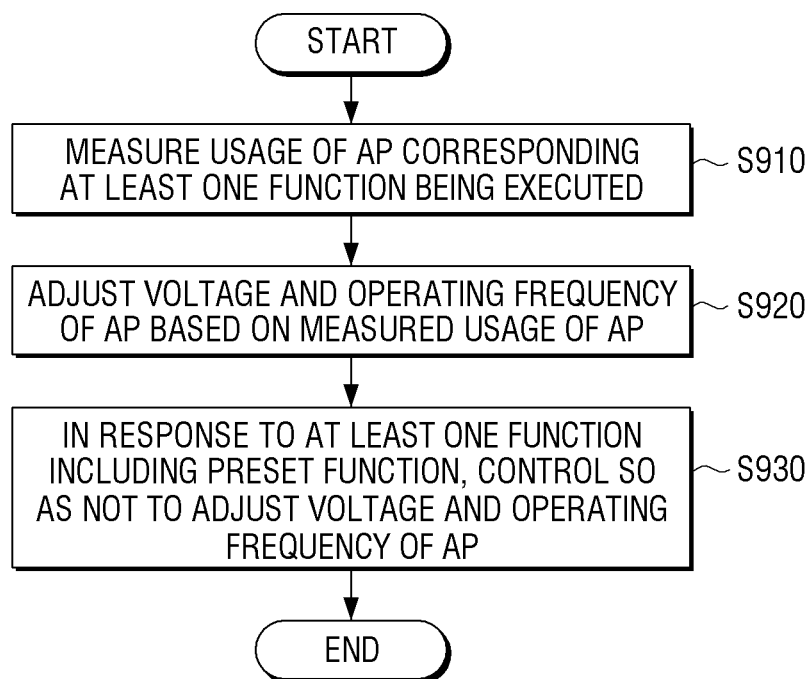 START
MEASURE USAGE OF AP CORRESPONDING
AT LEAST ONE FUNCTION BEING EXECUTED
S910
ADJUST VOLTAGE AND OPERATING FREQUENCY
OF AP BASED ON MEASURED USAGE OF AP
S920
IN RESPONSE TO AT LEAST ONE FUNCTION
INCLUDING PRESET FUNCTION, CONTROL SO
AS NOT TO ADJUST VOLTAGE AND OPERATING
FREQUENCY OF AP
S930
END